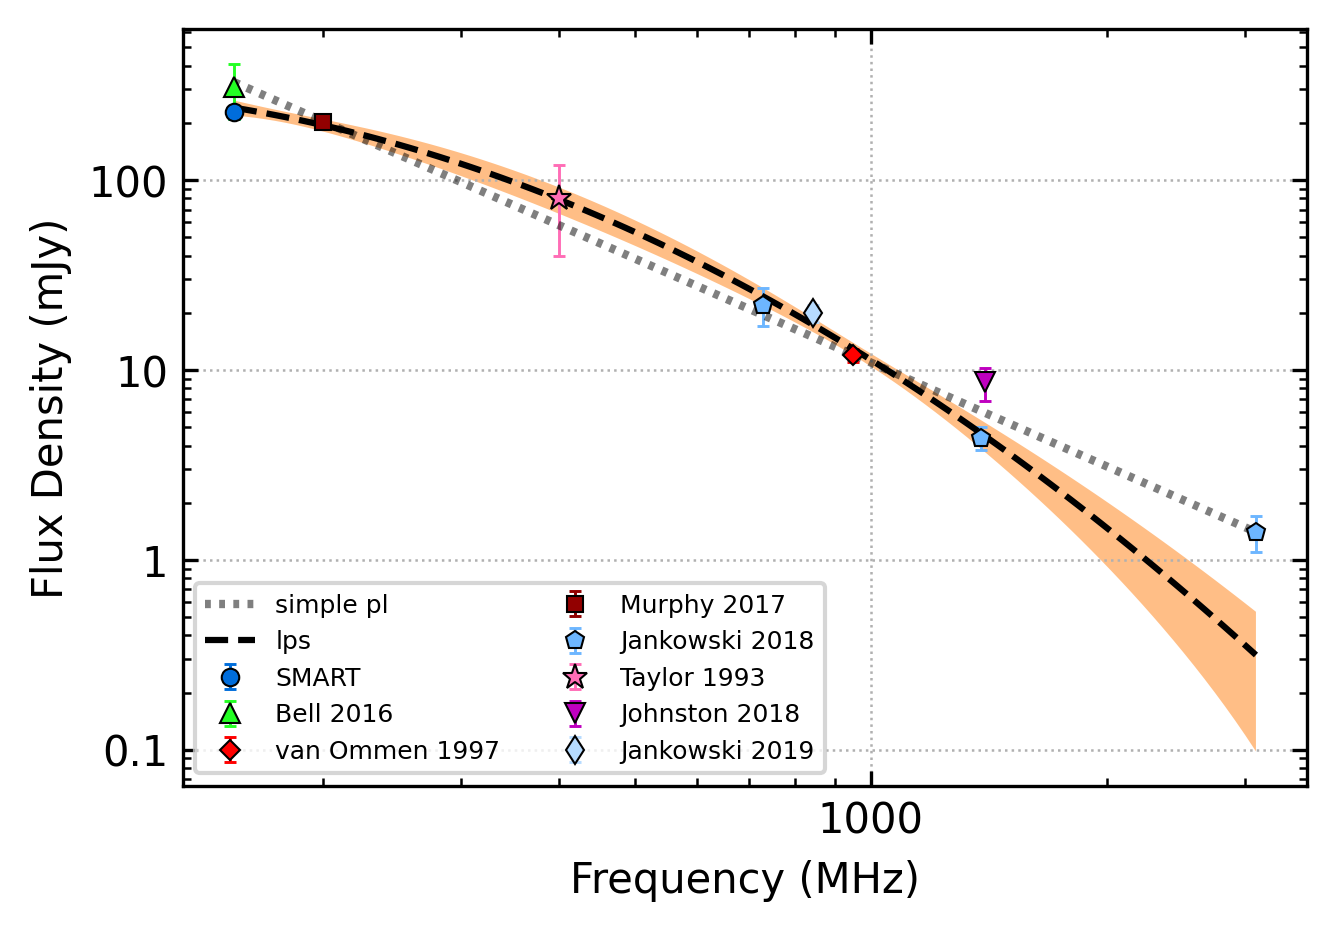 Flux Density (mJy)
100
10
1
0.1
simple pl
lps
SMART
Bell 2016
van Ommen 1997
Murphy 2017
Jankowski 2018
Taylor 1993
Johnston 2018
Jankowski 2019
1000
Frequency (MHz)